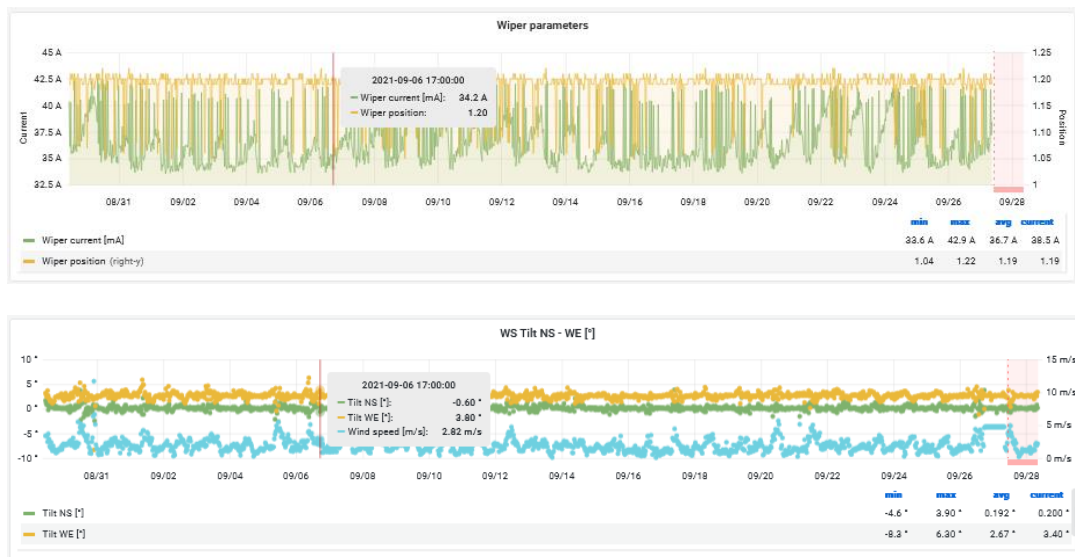 Wiper parameters
45 A 1.25
42.5 A 1.20
40 A 1.15
37.5 A 1.10
35 A 1.05
32.5 A 1
Current
Position
2021-09-06 17:00:00
Wiper current [mA]: 34.2 A
Wiper position: 1.20
08/31 09/02 09/04 09/06 09/08 09/10 09/12 09/14 09/16 09/18 09/20 09/22 09/24 09/26 09/28
min max avg current
Wiper current [mA] 33.6 A 42.9 A 36.7 A 38.5 A
Wiper position (right-y) 1.04 1.22 1.19 1.19
WS Tilt NS - WE [°]
10 ° 15 m/s
5 ° 10 m/s
0 °
-5 ° 5 m/s
-10 ° 0 m/s
2021-09-06 17:00:00
Tilt NS [°]: -0.60 °
Tilt WE [°]: 3.80 °
Wind speed [m/s]: 2.82 m/s
08/31 09/02 09/04 09/06 09/08 09/10 09/12 09/14 09/16 09/18 09/20 09/22 09/24 09/26 09/28
min max avg current
Tilt NS [°] -4.6 ° 3.90 ° 0.192 ° 0.200 °
Tilt WE [°] -8.3 ° 6.30 ° 2.67 ° 3.40 °